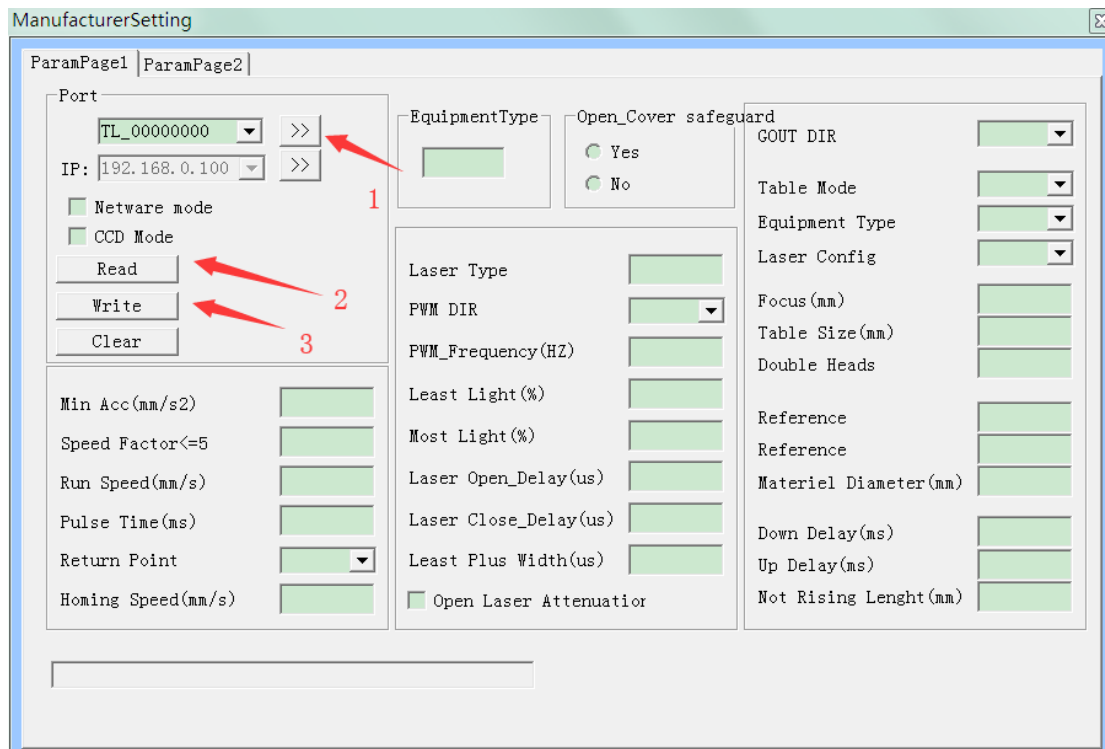 ManufacturerSetting
ParamPage1 ParamPage2
Port
TL_00000000 >>
IP: 192.168.0.100 >>
1
Netware mode
CCD Mode
Read
2
Write
3
Clear
Min Acc(mm/s2)
Speed Factor<=5
Run Speed(mm/s)
Pulse Time(ms)
Return Point
Homing Speed(mm/s)
EquipmentType
Open_Cover safeguard
Yes
No
Laser Type
PWM DIR
PWM_Frequency(HZ)
Least Light(%)
Most Light(%)
Laser Open_Delay(us)
Laser Close_Delay(us)
Least Plus Width(us)
Open Laser Attenuatior
GOUT DIR
Table Mode
Equipment Type
Laser Config
Focus(mm)
Table Size(mm)
Double Heads
Reference
Reference
Materiel Diameter(mm)
Down Delay(ms)
Up Delay(ms)
Not Rising Lenght(mm)